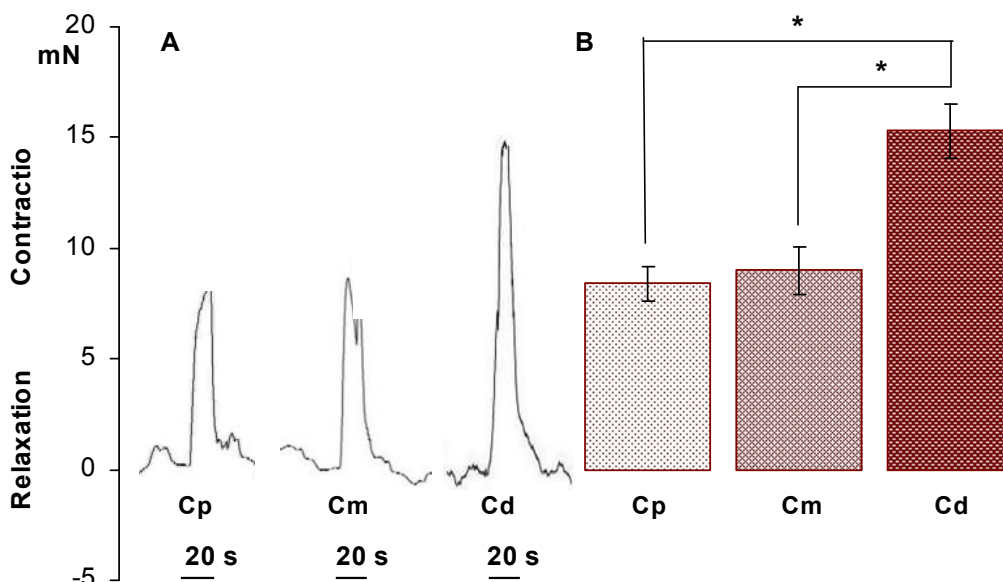 20
mN
A
B
*
*
15
Contractio
10
5
Relaxation
0
Cp
Cm
Cd
Cp
Cm
Cd
20 s
20 s
20 s
-5